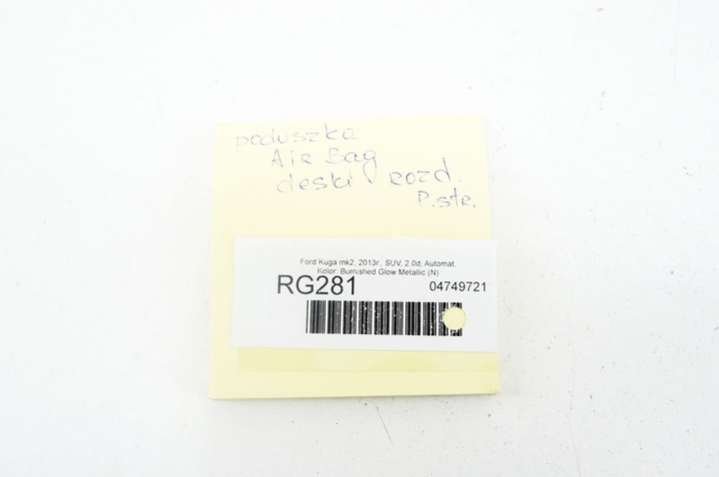 poduszka
Air Bag
deski rozd.
P.str.
Ford Kuga mk2, 2013r., SUV, 2.0d, Automat.
Kolor: Burnished Glow Metallic (N)
RG281
04749721